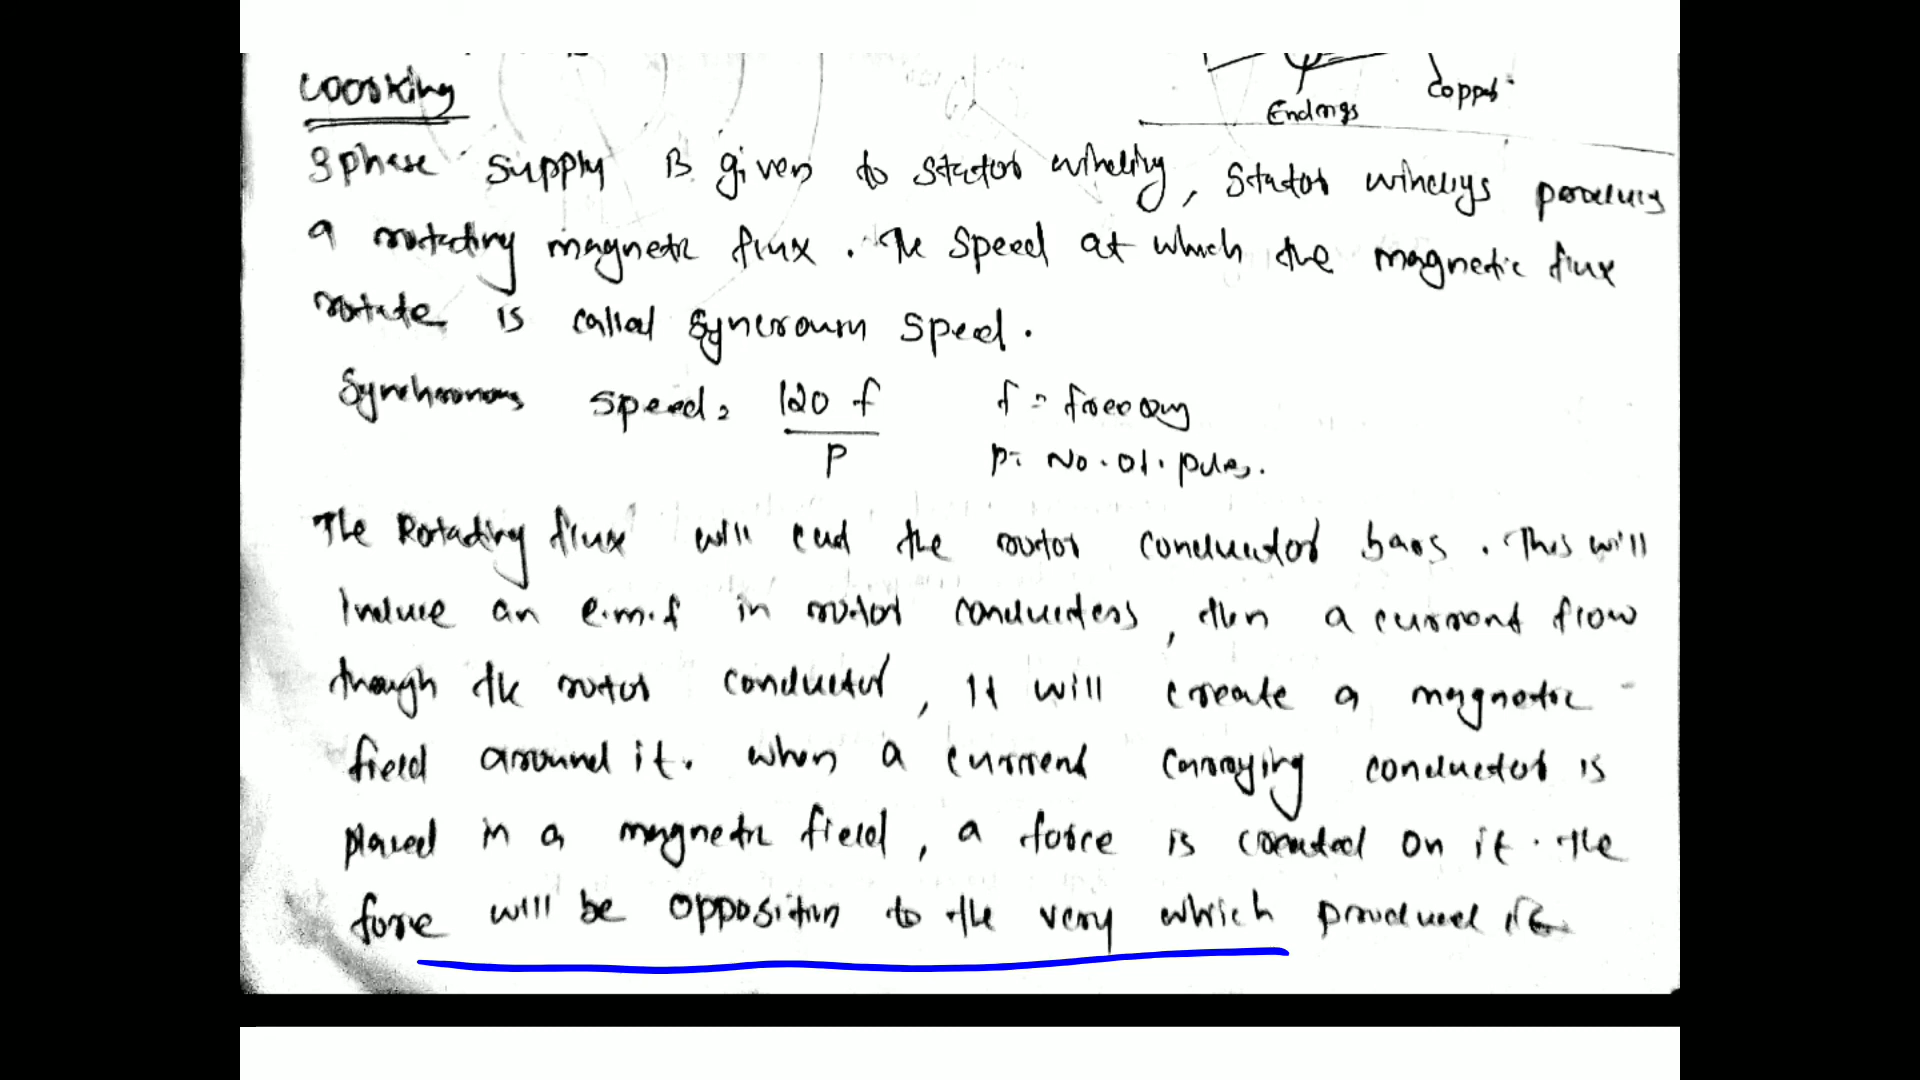 Working
Endings
Copper
3 phase supply is given to stator winding, stator windings produces
a rotating magnetic flux. The speed at which the magnetic flux
rotate is called Syncroum speed.
Synchronous speed = 120 f
P
f = frequency
P = No. of. poles.
The Rotating flux will cut the rotor conductor bars. This will
Induce an e.m.f in rotor conductors, then a current flow
though the rotor conductor, It will create a magnetic
field around it. when a current carrying conductor is
placed in a magnetic field, a force is created on it. The
force will be opposition to the very which produced it